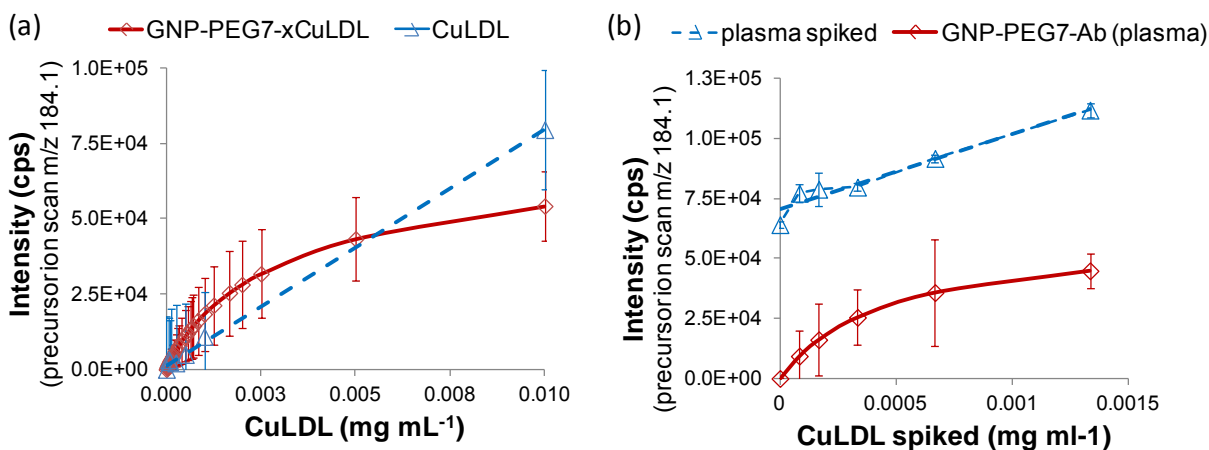 (a)
GNP-PEG7-xCuLDL
CuLDL
Intensity (cps)
(precursorion scan m/z 184.1)
1.0E+05
7.5E+04
5.0E+04
2.5E+04
0.0E+00
0.000
0.003
0.005
0.008
0.010
CuLDL (mg mL-1)
(b)
plasma spiked
GNP-PEG7-Ab (plasma)
Intensity (cps)
(precursor ion scan m/z 184.1)
1.3E+05
1.0E+05
7.5E+04
5.0E+04
2.5E+04
0.0E+00
0
0.0005
0.001
0.0015
CuLDL spiked (mg ml-1)